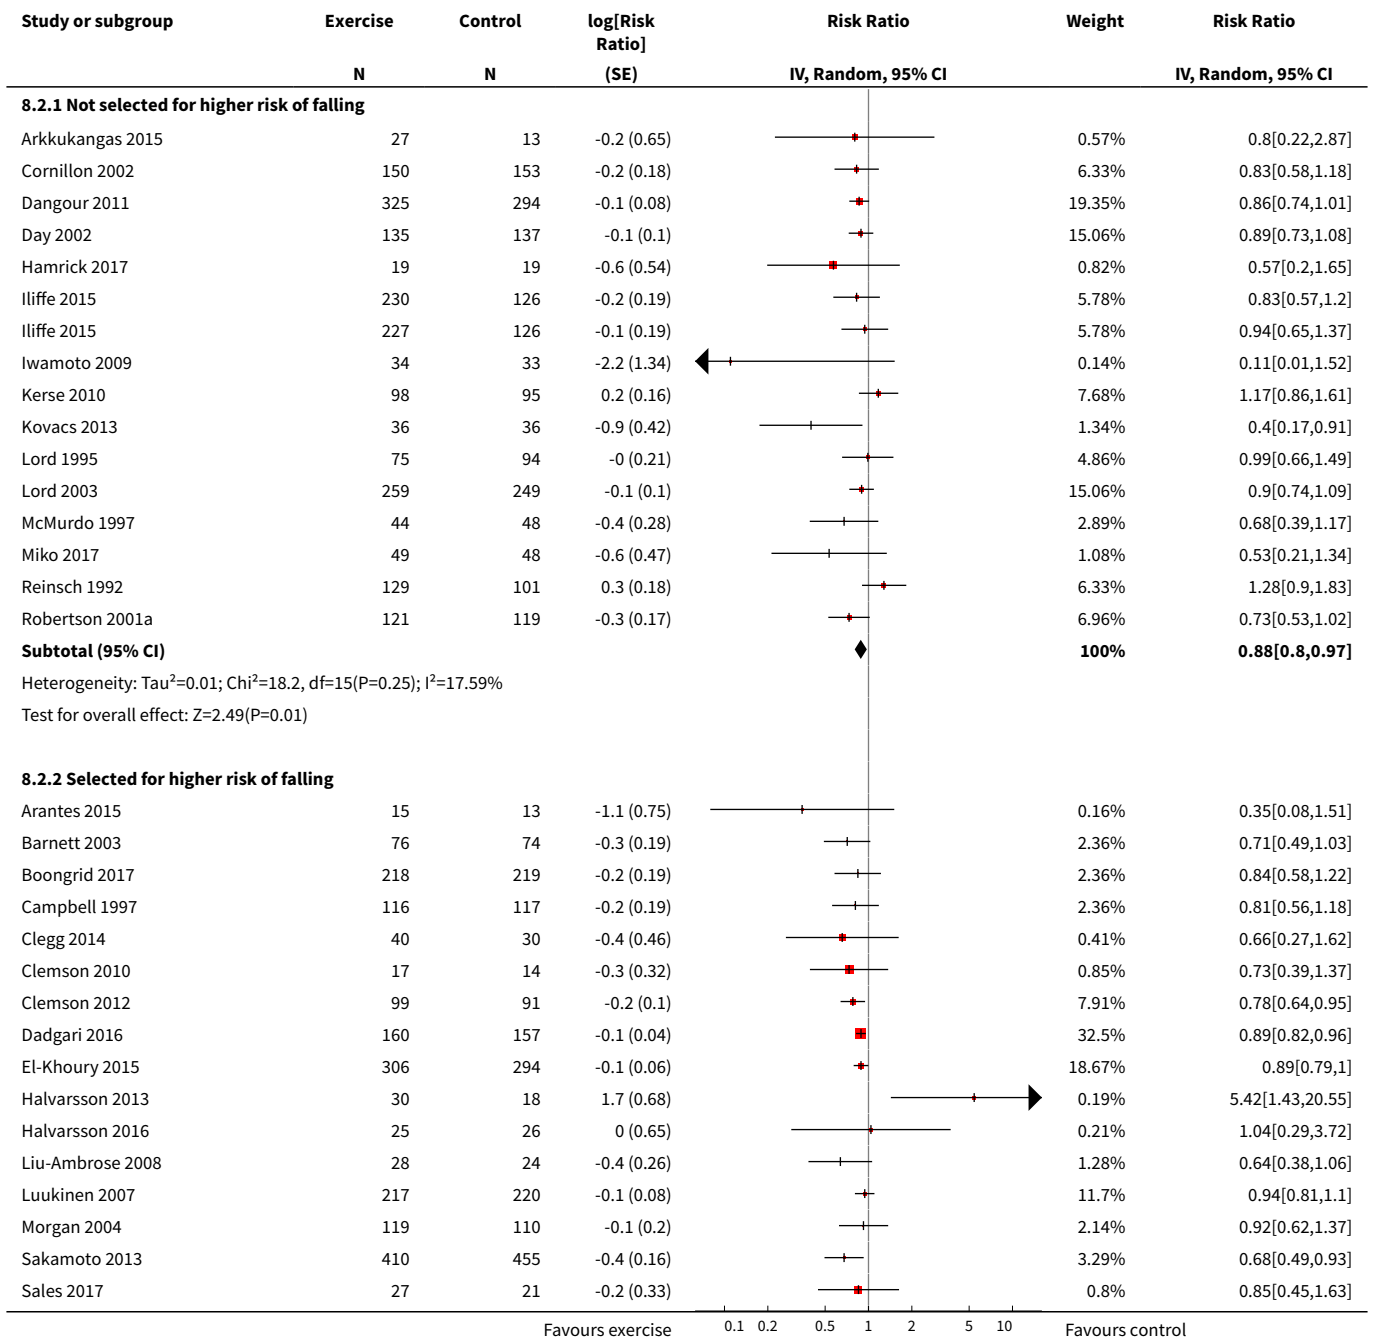 Study or subgroup Exercise Control log[Risk Ratio] Risk Ratio Weight Risk Ratio
N N (SE) IV, Random, 95% CI IV, Random, 95% CI
8.2.1 Not selected for higher risk of falling
Arkkukangas 2015 27 13 -0.2 (0.65) 0.57% 0.8[0.22,2.87]
Cornillon 2002 150 153 -0.2 (0.18) 6.33% 0.83[0.58,1.18]
Dangour 2011 325 294 -0.1 (0.08) 19.35% 0.86[0.74,1.01]
Day 2002 135 137 -0.1 (0.1) 15.06% 0.89[0.73,1.08]
Hamrick 2017 19 19 -0.6 (0.54) 0.82% 0.57[0.2,1.65]
Iliffe 2015 230 126 -0.2 (0.19) 5.78% 0.83[0.57,1.2]
Iliffe 2015 227 126 -0.1 (0.19) 5.78% 0.94[0.65,1.37]
Iwamoto 2009 34 33 -2.2 (1.34) 0.14% 0.11[0.01,1.52]
Kerse 2010 98 95 0.2 (0.16) 7.68% 1.17[0.86,1.61]
Kovacs 2013 36 36 -0.9 (0.42) 1.34% 0.4[0.17,0.91]
Lord 1995 75 94 -0 (0.21) 4.86% 0.99[0.66,1.49]
Lord 2003 259 249 -0.1 (0.1) 15.06% 0.9[0.74,1.09]
McMurdo 1997 44 48 -0.4 (0.28) 2.89% 0.68[0.39,1.17]
Miko 2017 49 48 -0.6 (0.47) 1.08% 0.53[0.21,1.34]
Reinsch 1992 129 101 0.3 (0.18) 6.33% 1.28[0.9,1.83]
Robertson 2001a 121 119 -0.3 (0.17) 6.96% 0.73[0.53,1.02]
Subtotal (95% CI) 100% 0.88[0.8,0.97]
Heterogeneity: Tau²=0.01; Chi²=18.2, df=15(P=0.25); I²=17.59%
Test for overall effect: Z=2.49(P=0.01)
8.2.2 Selected for higher risk of falling
Arantes 2015 15 13 -1.1 (0.75) 0.16% 0.35[0.08,1.51]
Barnett 2003 76 74 -0.3 (0.19) 2.36% 0.71[0.49,1.03]
Boongrid 2017 218 219 -0.2 (0.19) 2.36% 0.84[0.58,1.22]
Campbell 1997 116 117 -0.2 (0.19) 2.36% 0.81[0.56,1.18]
Clegg 2014 40 30 -0.4 (0.46) 0.41% 0.66[0.27,1.62]
Clemson 2010 17 14 -0.3 (0.32) 0.85% 0.73[0.39,1.37]
Clemson 2012 99 91 -0.2 (0.1) 7.91% 0.78[0.64,0.95]
Dadgari 2016 160 157 -0.1 (0.04) 32.5% 0.89[0.82,0.96]
El-Khoury 2015 306 294 -0.1 (0.06) 18.67% 0.89[0.79,1]
Halvarsson 2013 30 18 1.7 (0.68) 0.19% 5.42[1.43,20.55]
Halvarsson 2016 25 26 0 (0.65) 0.21% 1.04[0.29,3.72]
Liu-Ambrose 2008 28 24 -0.4 (0.26) 1.28% 0.64[0.38,1.06]
Luukinen 2007 217 220 -0.1 (0.08) 11.7% 0.94[0.81,1.1]
Morgan 2004 119 110 -0.1 (0.2) 2.14% 0.92[0.62,1.37]
Sakamoto 2013 410 455 -0.4 (0.16) 3.29% 0.68[0.49,0.93]
Sales 2017 27 21 -0.2 (0.33) 0.8% 0.85[0.45,1.63]
Favours exercise 0.1 0.2 0.5 1 2 5 10 Favours control